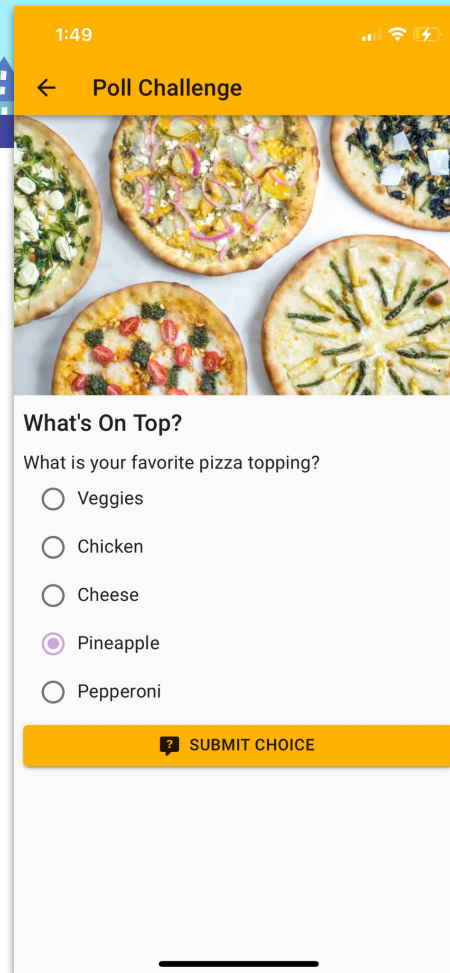 1:49
Poll Challenge
What's On Top?
What is your favorite pizza topping?
Veggies
Chicken
Cheese
Pineapple
Pepperoni
? SUBMIT CHOICE